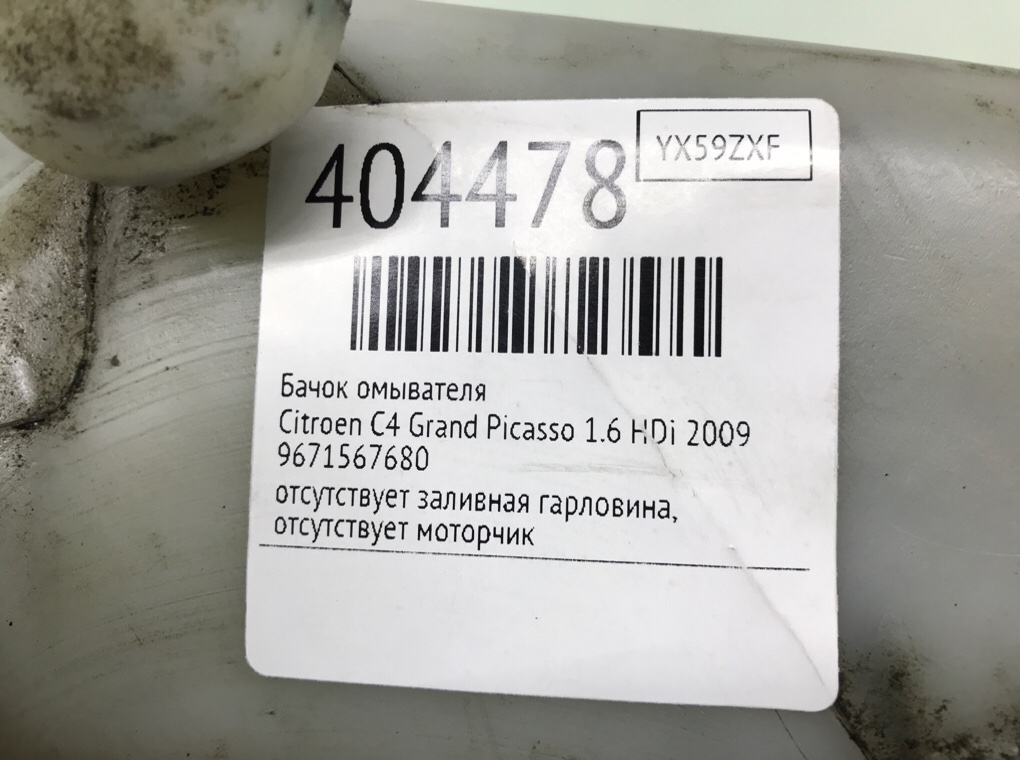 404478
YX59ZXF
Бачок омывателя
Citroen C4 Grand Picasso 1.6 HDi 2009
9671567680
отсутствует заливная гарловина,
отсутствует моторчик